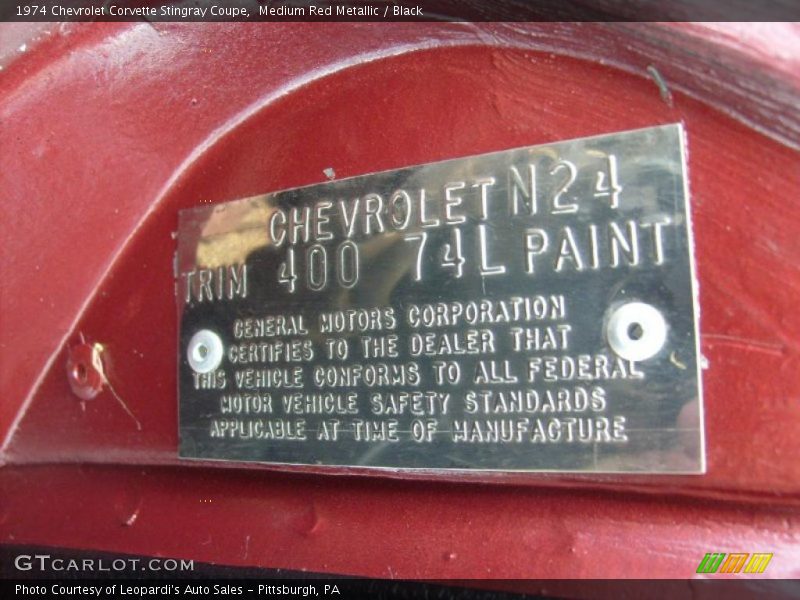 1974 Chevrolet Corvette Stingray Coupe,  Medium Red Metallic / Black
CHEVROLET N24
TRIM 400 74L PAINT
GENERAL MOTORS CORPORATION
CERTIFIES TO THE DEALER THAT
THIS VEHICLE CONFORMS TO ALL FEDERAL
MOTOR VEHICLE SAFETY STANDARDS
APPLICABLE AT TIME OF MANUFACTURE
GTCARLOT.COM
Photo Courtesy of Leopardi's Auto Sales - Pittsburgh, PA